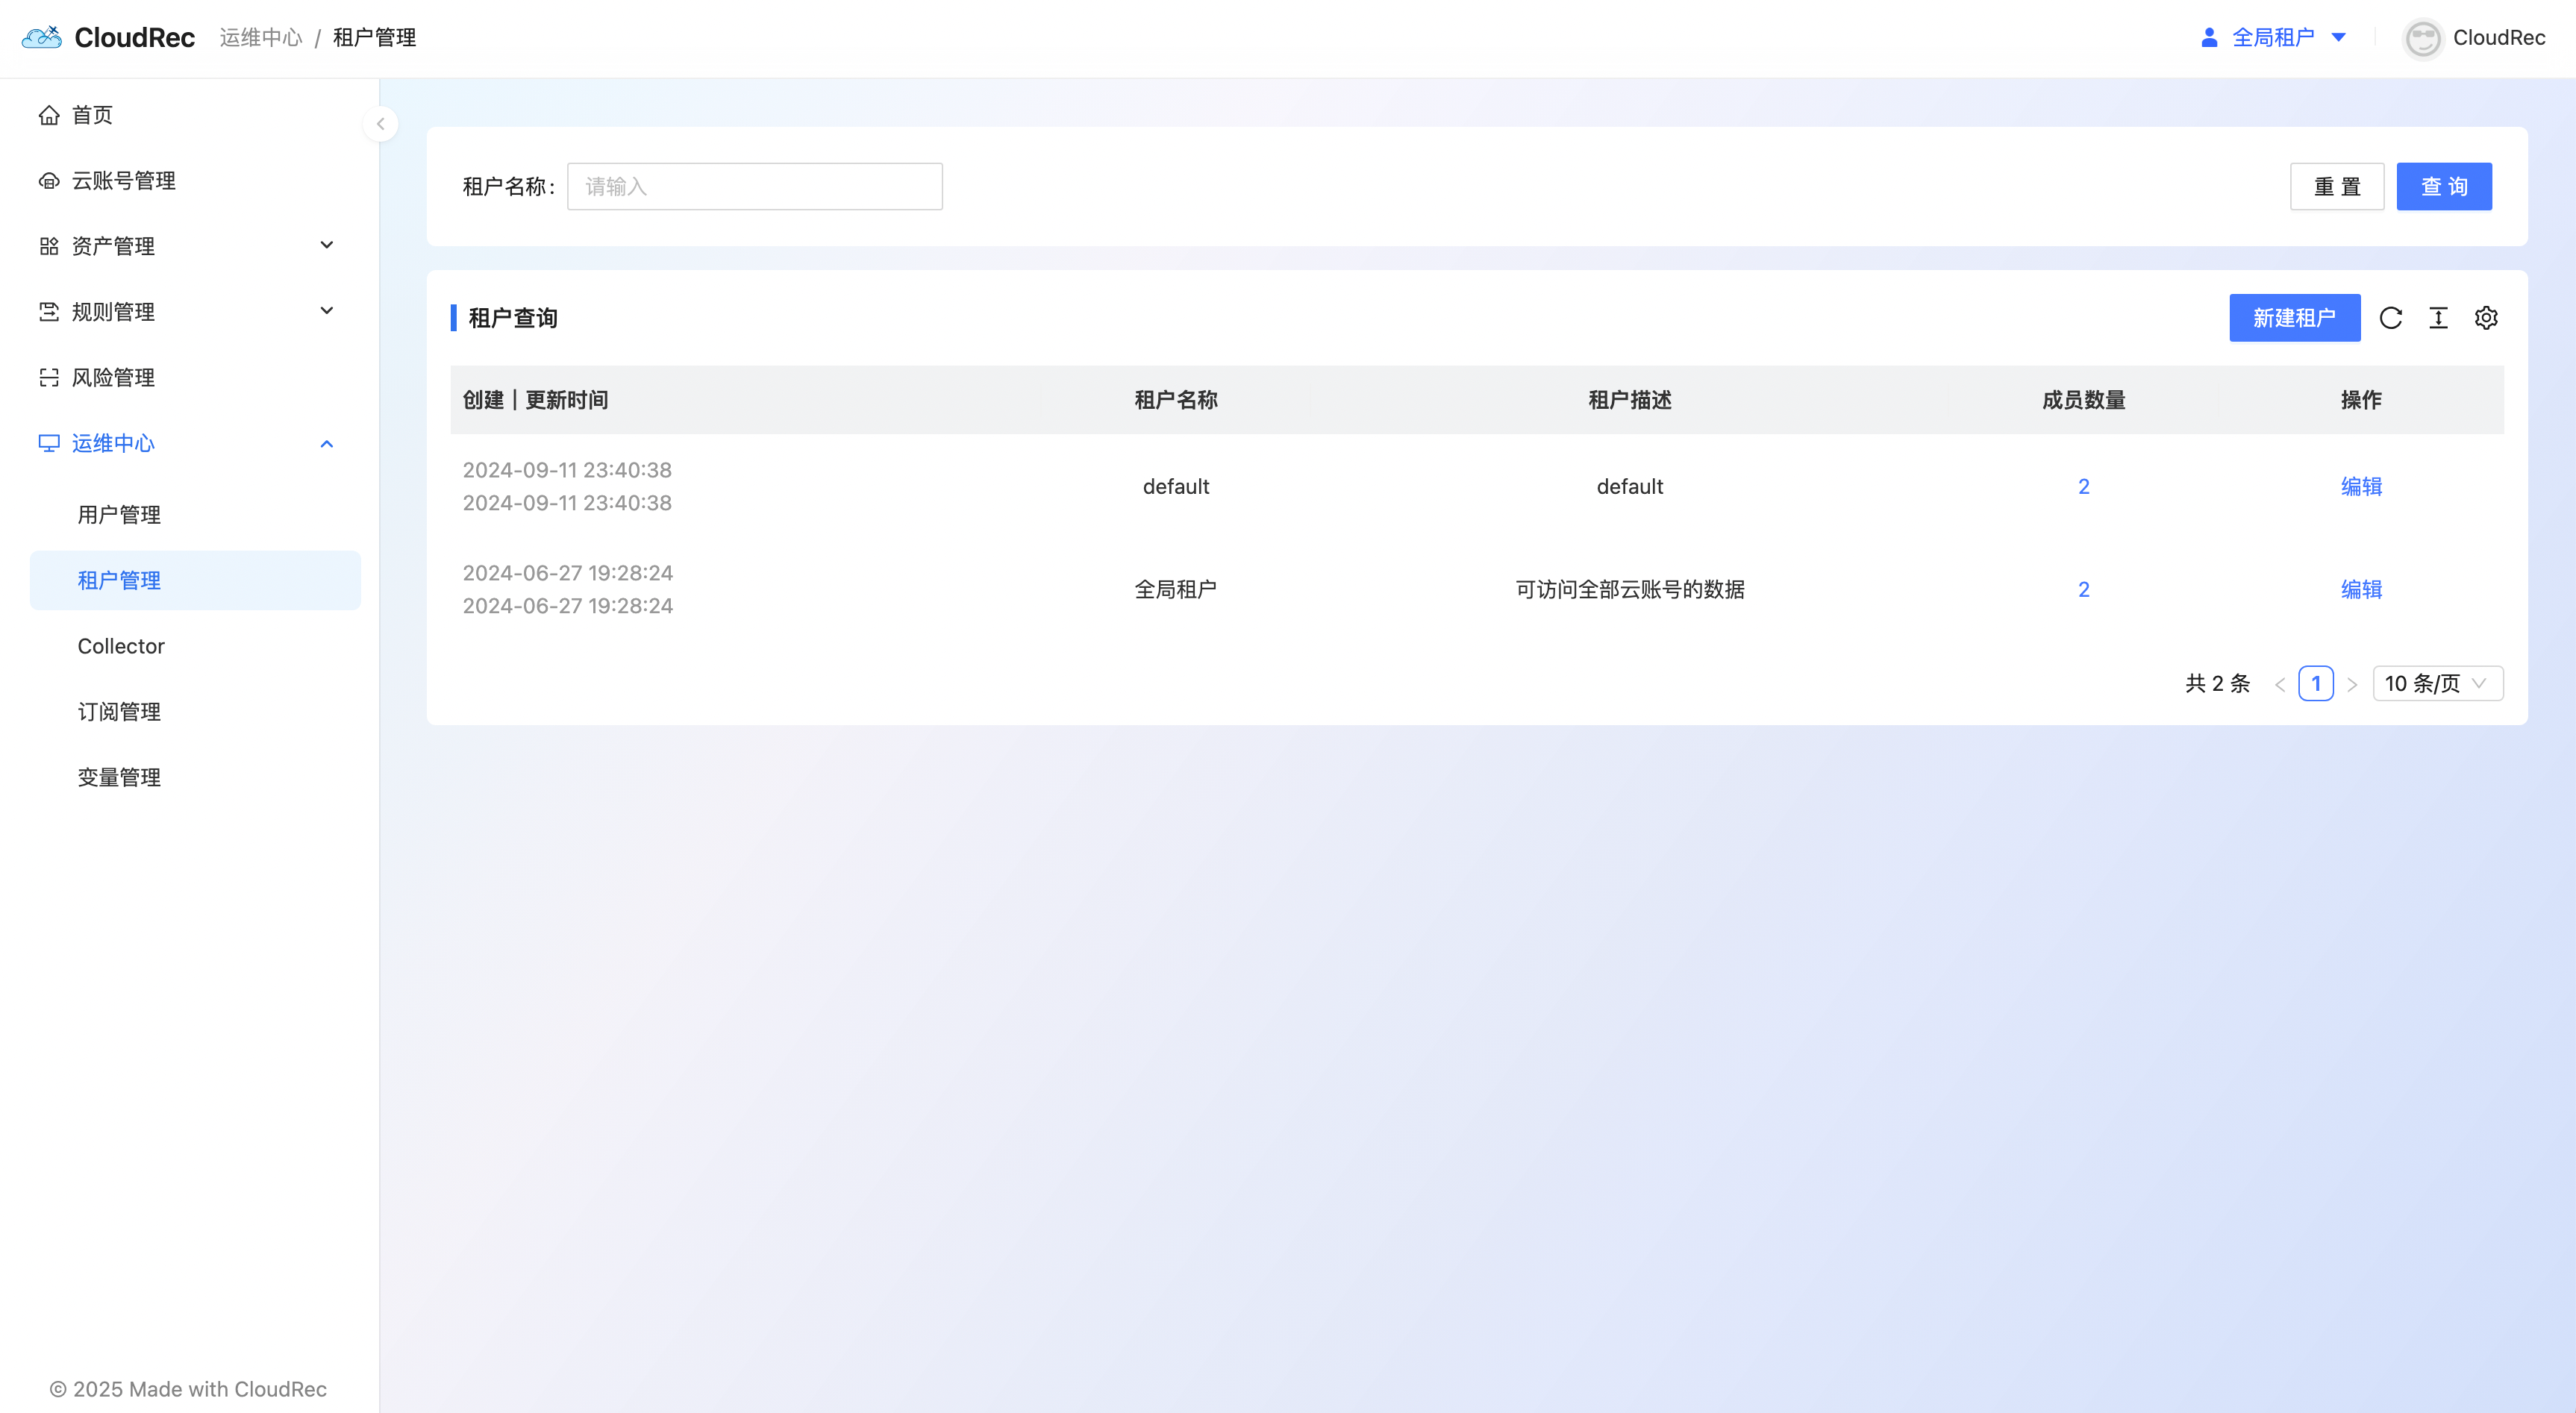 CloudRec 运维中心 / 租户管理
全局租户 CloudRec
首页
云账号管理
资产管理
规则管理
风险管理
运维中心
用户管理
租户管理
Collector
订阅管理
变量管理
© 2025 Made with CloudRec
租户名称: 请输入 重 置 查 询
租户查询 新建租户
创建｜更新时间 租户名称 租户描述 成员数量 操作
2024-09-11 23:40:38
2024-09-11 23:40:38
default default 2 编辑
2024-06-27 19:28:24
2024-06-27 19:28:24
全局租户 可访问全部云账号的数据 2 编辑
共 2 条 < 1 > 10 条/页